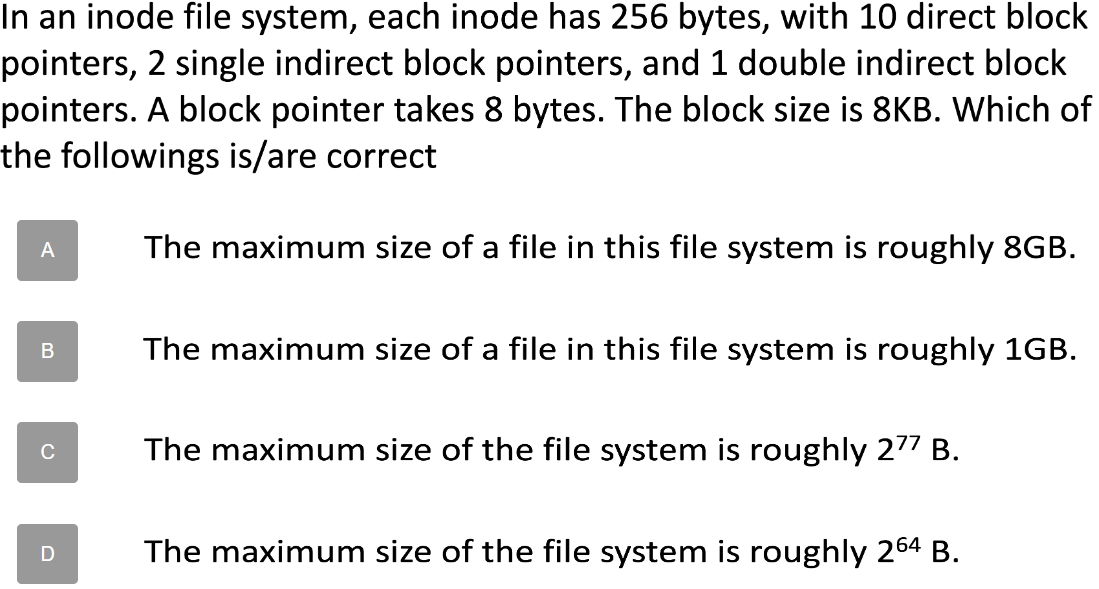 In an inode file system, each inode has 256 bytes, with 10 direct block
pointers, 2 single indirect block pointers, and 1 double indirect block
pointers. A block pointer takes 8 bytes. The block size is 8KB. Which of
the followings is/are correct
A The maximum size of a file in this file system is roughly 8GB.
B The maximum size of a file in this file system is roughly 1GB.
C The maximum size of the file system is roughly 2⁷⁷ B.
D The maximum size of the file system is roughly 2⁶⁴ B.